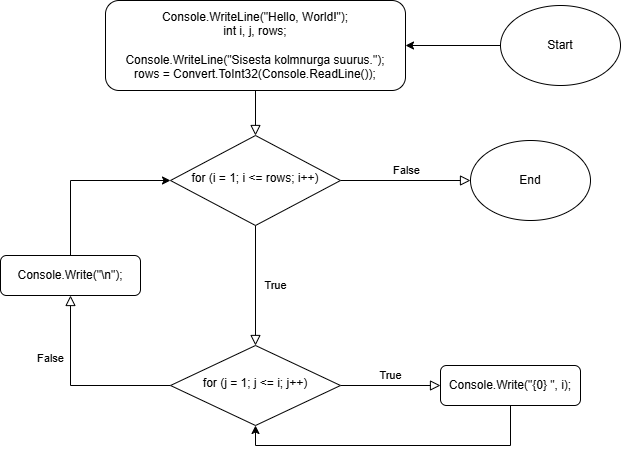 Console.WriteLine("Hello, World!");
int i, j, rows;
Console.WriteLine("Sisesta kolmnurga suurus.");
rows = Convert.ToInt32(Console.ReadLine());
Start
for (i = 1; i <= rows; i++)
False
End
Console.Write("\n");
True
False
for (j = 1; j <= i; j++)
True
Console.Write("{0} ", i);